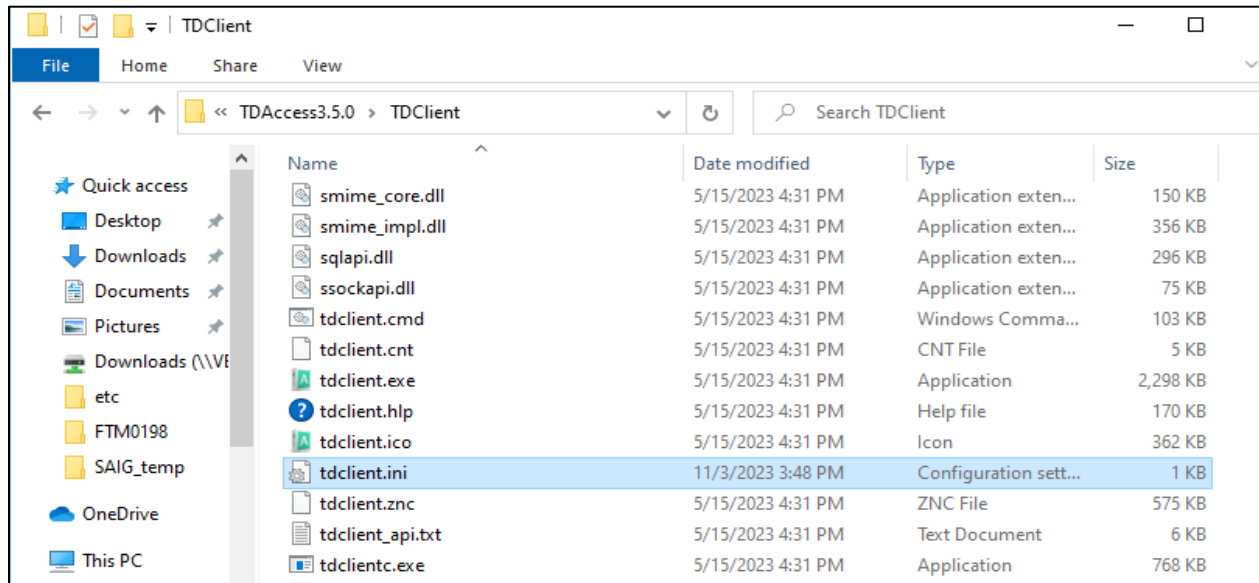 TDClient
File Home Share View
« TDAccess3.5.0 > TDClient Search TDClient
Quick access
Desktop
Downloads
Documents
Pictures
Downloads (\\VE
etc
FTM0198
SAIG_temp
OneDrive
This PC
Name Date modified Type Size
smime_core.dll 5/15/2023 4:31 PM Application exten... 150 KB
smime_impl.dll 5/15/2023 4:31 PM Application exten... 356 KB
sqlapi.dll 5/15/2023 4:31 PM Application exten... 296 KB
ssockapi.dll 5/15/2023 4:31 PM Application exten... 75 KB
tdclient.cmd 5/15/2023 4:31 PM Windows Comma... 103 KB
tdclient.cnt 5/15/2023 4:31 PM CNT File 5 KB
tdclient.exe 5/15/2023 4:31 PM Application 2,298 KB
tdclient.hlp 5/15/2023 4:31 PM Help file 170 KB
tdclient.ico 5/15/2023 4:31 PM Icon 362 KB
tdclient.ini 11/3/2023 3:48 PM Configuration sett... 1 KB
tdclient.znc 5/15/2023 4:31 PM ZNC File 575 KB
tdclient_api.txt 5/15/2023 4:31 PM Text Document 6 KB
tdclientc.exe 5/15/2023 4:31 PM Application 768 KB